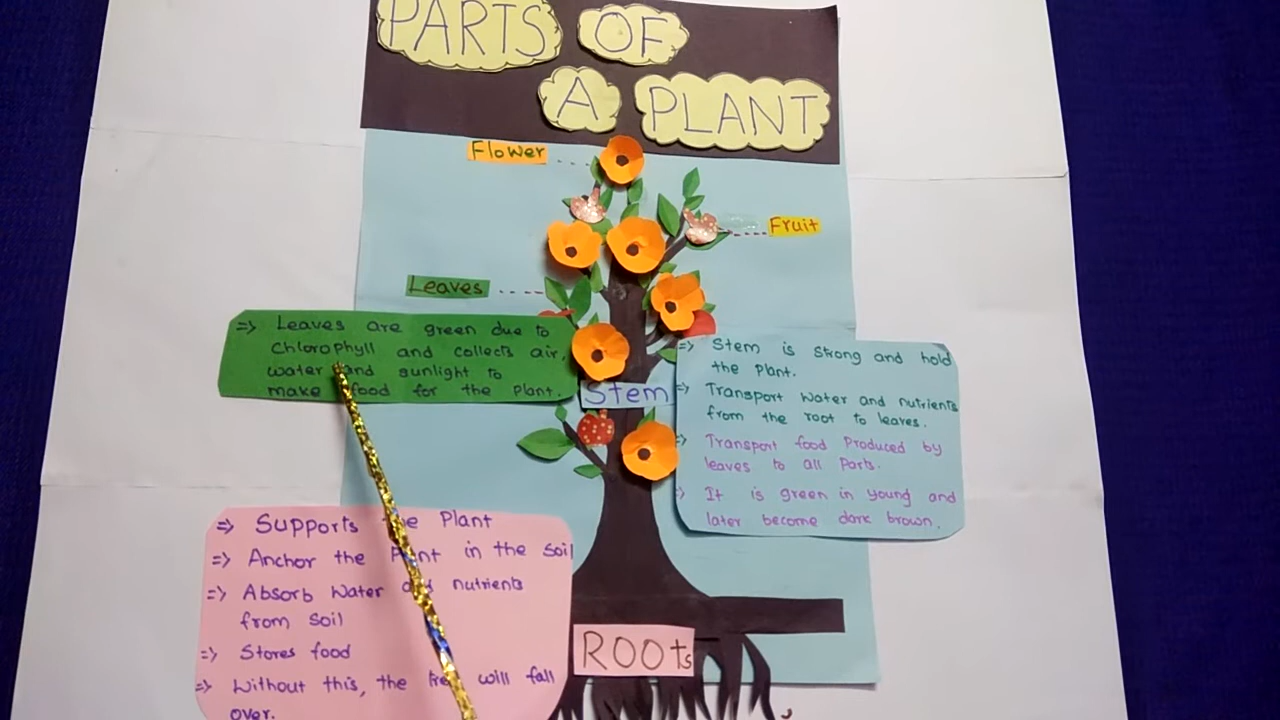 PARTS OF
A PLANT
Flower
Fruit
Leaves
=> Leaves are green due to
chlorophyll and collects air,
water and sunlight to
make food for the Plant.
Stem
=> Stem is strong and hold
the Plant.
=> Transport water and nutrients
from the root to leaves.
=> Transport food Produced by
leaves to all Parts.
=> It is green in young and
later become dark brown.
=> Supports the Plant
=> Anchor the Plant in the soil
=> Absorb Water and nutrients
from soil
=> Stores food
=> Without this, the tree will fall
over.
ROOts